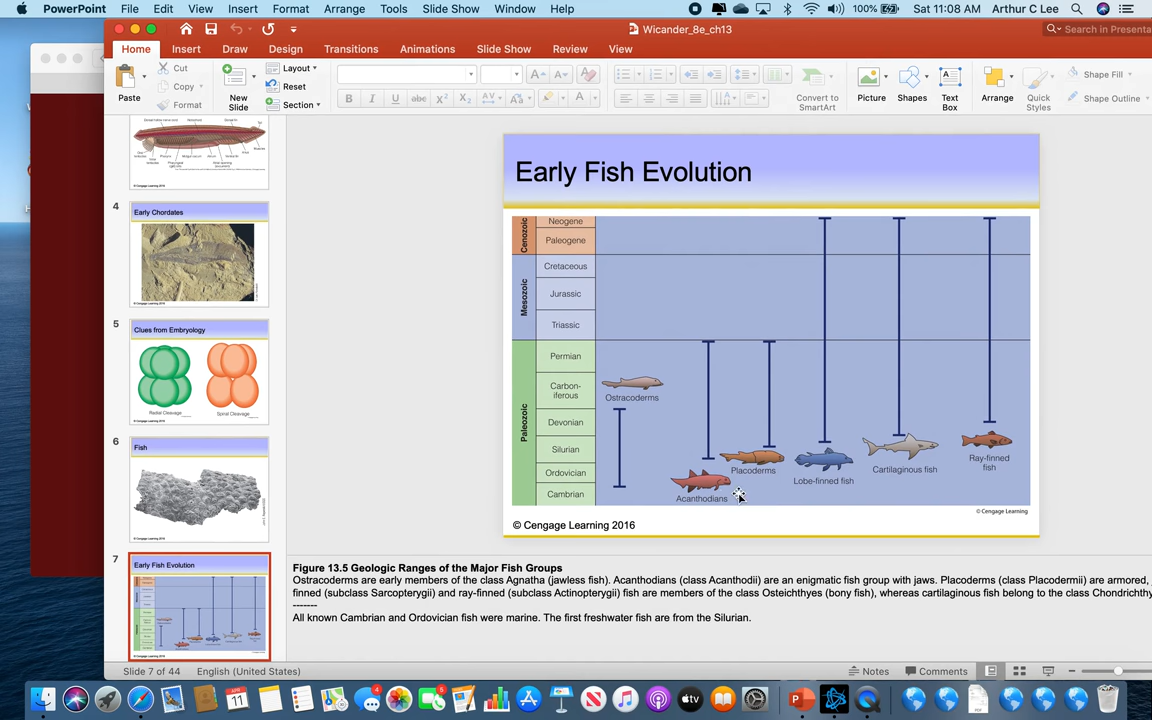 PowerPoint File Edit View Insert Format Arrange Tools Slide Show Window Help 100% Sat 11:08 AM Arthur C Lee
Wicander_8e_ch13
Search in Presenta
Home Insert Draw Design Transitions Animations Slide Show Review View
Paste
Cut
Copy
Format
New
Slide
Layout
Reset
Section
B I U abc X² X₂ AV Aa A
Convert to
SmartArt
Picture
Shapes
Text
Box
Arrange
Quick
Styles
Shape Fill
Shape Outline
4
Early Chordates
5
Clues from Embryology
Radial Cleavage
Spiral Cleavage
6
Fish
7
Early Fish Evolution
Early Fish Evolution
Cenozoic
Neogene
Paleogene
Mesozoic
Cretaceous
Jurassic
Triassic
Paleozoic
Permian
Carbon-
iferous
Devonian
Silurian
Ordovician
Cambrian
Ostracoderms
Acanthodians
Placoderms
Lobe-finned fish
Cartilaginous fish
Ray-finned
fish
© Cengage Learning
© Cengage Learning 2016
Figure 13.5 Geologic Ranges of the Major Fish Groups
Ostracoderms are early members of the class Agnatha (jawless fish). Acanthodians (class Acanthodii) are an enigmatic fish group with jaws. Placoderms (class Placodermii) are armored,
finned (subclass Sarcopterygii) and ray-finned (subclass Actinopterygii) fish are members of the class Osteichthyes (bony fish), whereas cartilaginous fish belong to the class Chondrichthy
-------
All known Cambrian and Ordovician fish were marine. The first freshwater fish are from the Silurian.
Slide 7 of 44 English (United States)
Notes Comments